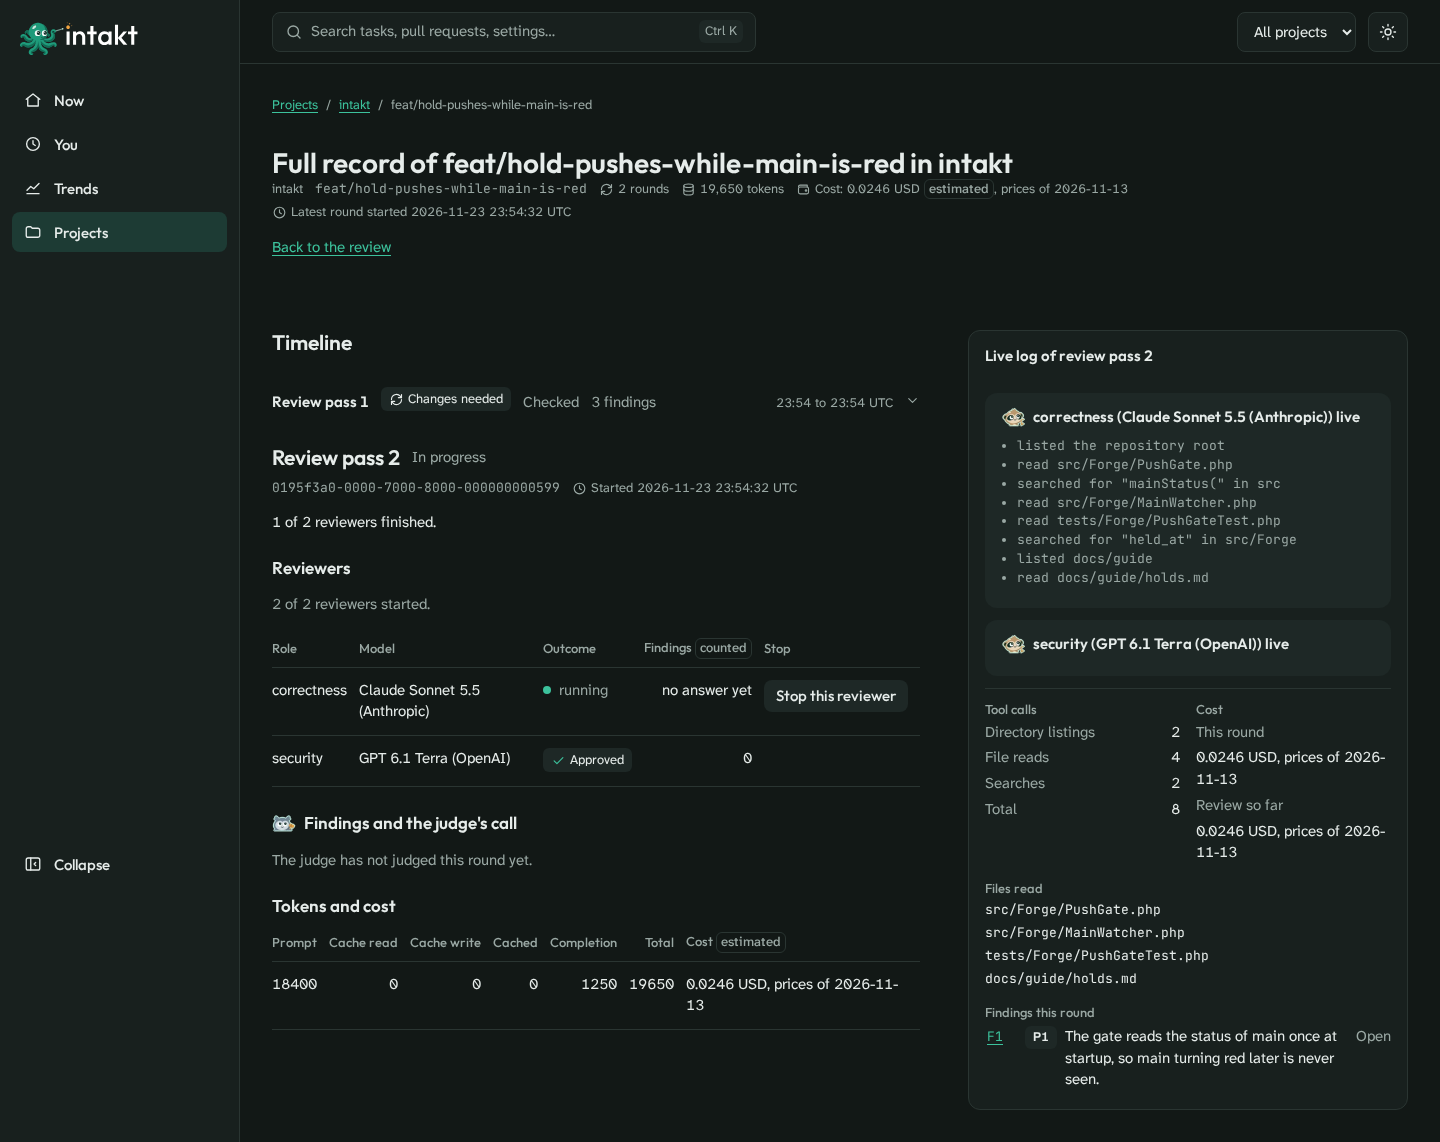 intakt
Search tasks, pull requests, settings...
Ctrl K
All projects
Now
You
Trends
Projects
Collapse
Projects / intakt / feat/hold-pushes-while-main-is-red
Full record of feat/hold-pushes-while-main-is-red in intakt
intakt feat/hold-pushes-while-main-is-red 2 rounds 19,650 tokens Cost: 0.0246 USD estimated, prices of 2026-11-13
Latest round started 2026-11-23 23:54:32 UTC
Back to the review
Timeline
Review pass 1 Changes needed Checked 3 findings 23:54 to 23:54 UTC
Review pass 2 In progress
0195f3a0-0000-7000-8000-000000000599 Started 2026-11-23 23:54:32 UTC
1 of 2 reviewers finished.
Reviewers
2 of 2 reviewers started.
Role Model Outcome Findings counted Stop
correctness Claude Sonnet 5.5 (Anthropic) running no answer yet Stop this reviewer
security GPT 6.1 Terra (OpenAI) Approved 0
Findings and the judge's call
The judge has not judged this round yet.
Tokens and cost
Prompt Cache read Cache write Cached Completion Total Cost estimated
18400 0 0 0 1250 19650 0.0246 USD, prices of 2026-11-
13
Live log of review pass 2
correctness (Claude Sonnet 5.5 (Anthropic)) live
• listed the repository root
• read src/Forge/PushGate.php
• searched for "mainStatus(" in src
• read src/Forge/MainWatcher.php
• read tests/Forge/PushGateTest.php
• searched for "held_at" in src/Forge
• listed docs/guide
• read docs/guide/holds.md
security (GPT 6.1 Terra (OpenAI)) live
Tool calls
Directory listings 2
File reads 4
Searches 2
Total 8
Cost
This round
0.0246 USD, prices of 2026-
11-13
Review so far
0.0246 USD, prices of 2026-
11-13
Files read
src/Forge/PushGate.php
src/Forge/MainWatcher.php
tests/Forge/PushGateTest.php
docs/guide/holds.md
Findings this round
F1 P1 The gate reads the status of main once at Open
startup, so main turning red later is never
seen.